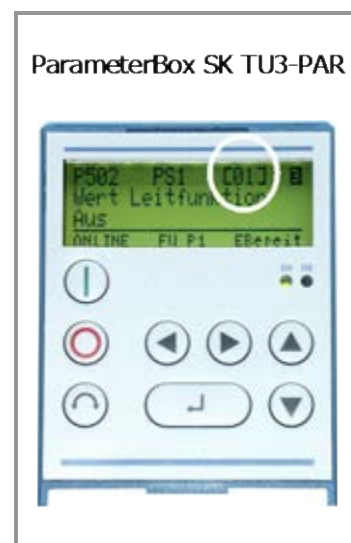 ParameterBox SK TU3-PAR
P502 PS1 [01]
Wert Leitfunktion
Aus
ONLINE FU P1 EBereit